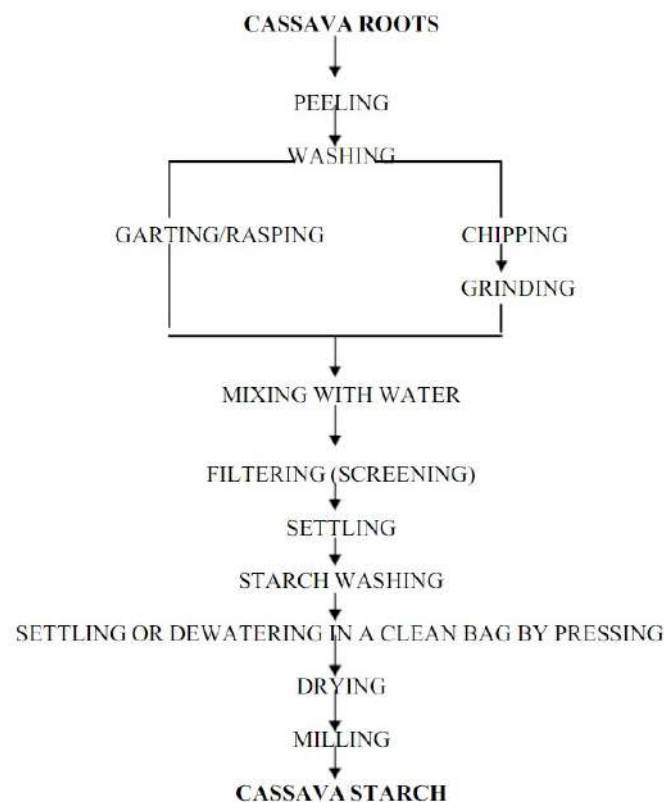 CASSAVA ROOTS
PEELING
WASHING
GARTING/RASPING
CHIPPING
GRINDING
MIXING WITH WATER
FILTERING (SCREENING)
SETTLING
STARCH WASHING
SETTLING OR DEWATERING IN A CLEAN BAG BY PRESSING
DRYING
MILLING
CASSAVA STARCH